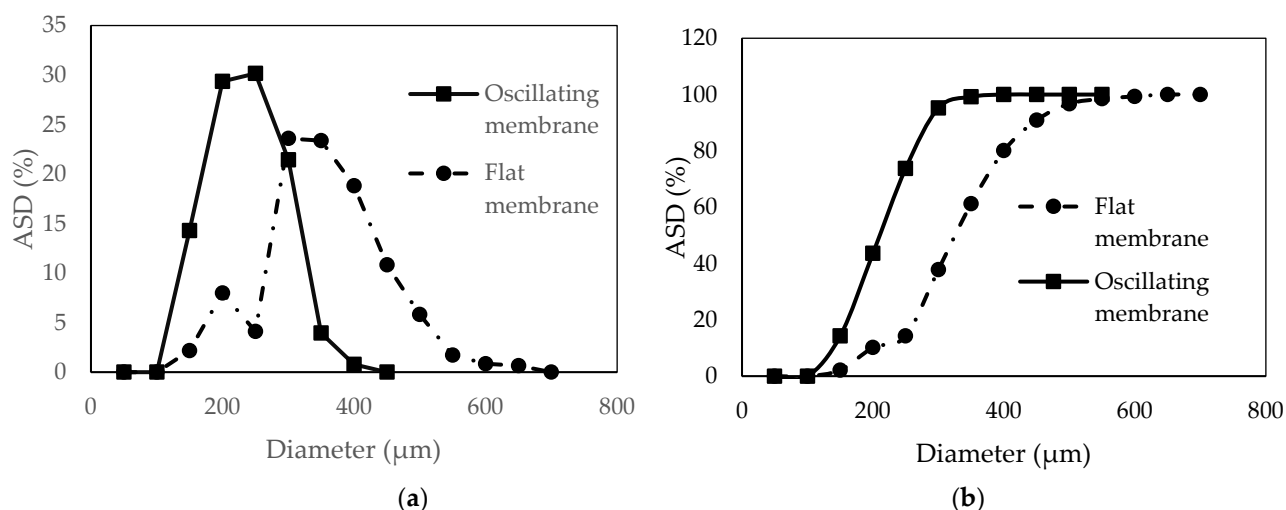 35
30
25
20
15
10
5
0
ASD (%)
Oscillating
membrane
Flat
membrane
0 200 400 600 800
Diameter (µm)
(a)
120
100
80
60
40
20
0
ASD (%)
Flat
membrane
Oscillating
membrane
0 200 400 600 800
Diameter (µm)
(b)